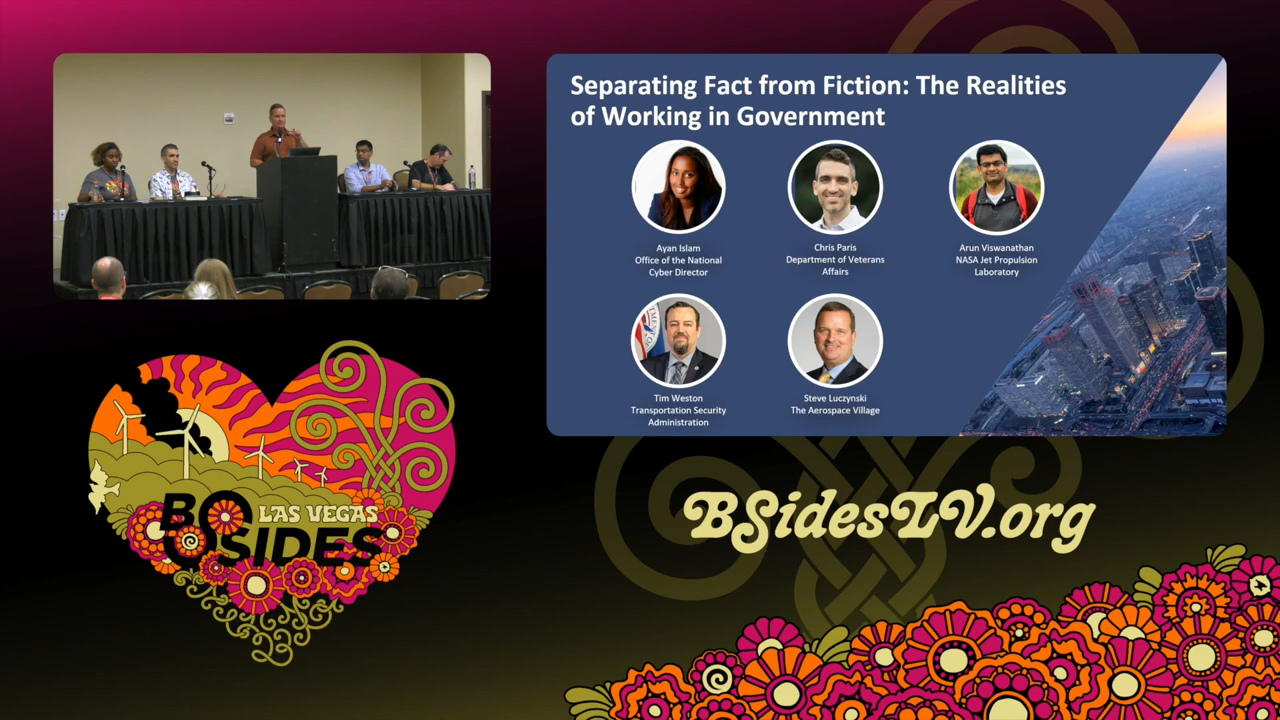 Separating Fact from Fiction: The Realities
of Working in Government
Ayan Islam
Office of the National
Cyber Director
Chris Paris
Department of Veterans
Affairs
Arun Viswanathan
NASA Jet Propulsion
Laboratory
Tim Weston
Transportation Security
Administration
Steve Luczynski
The Aerospace Village
LAS VEGAS
BSIDES
BSidesLV.org